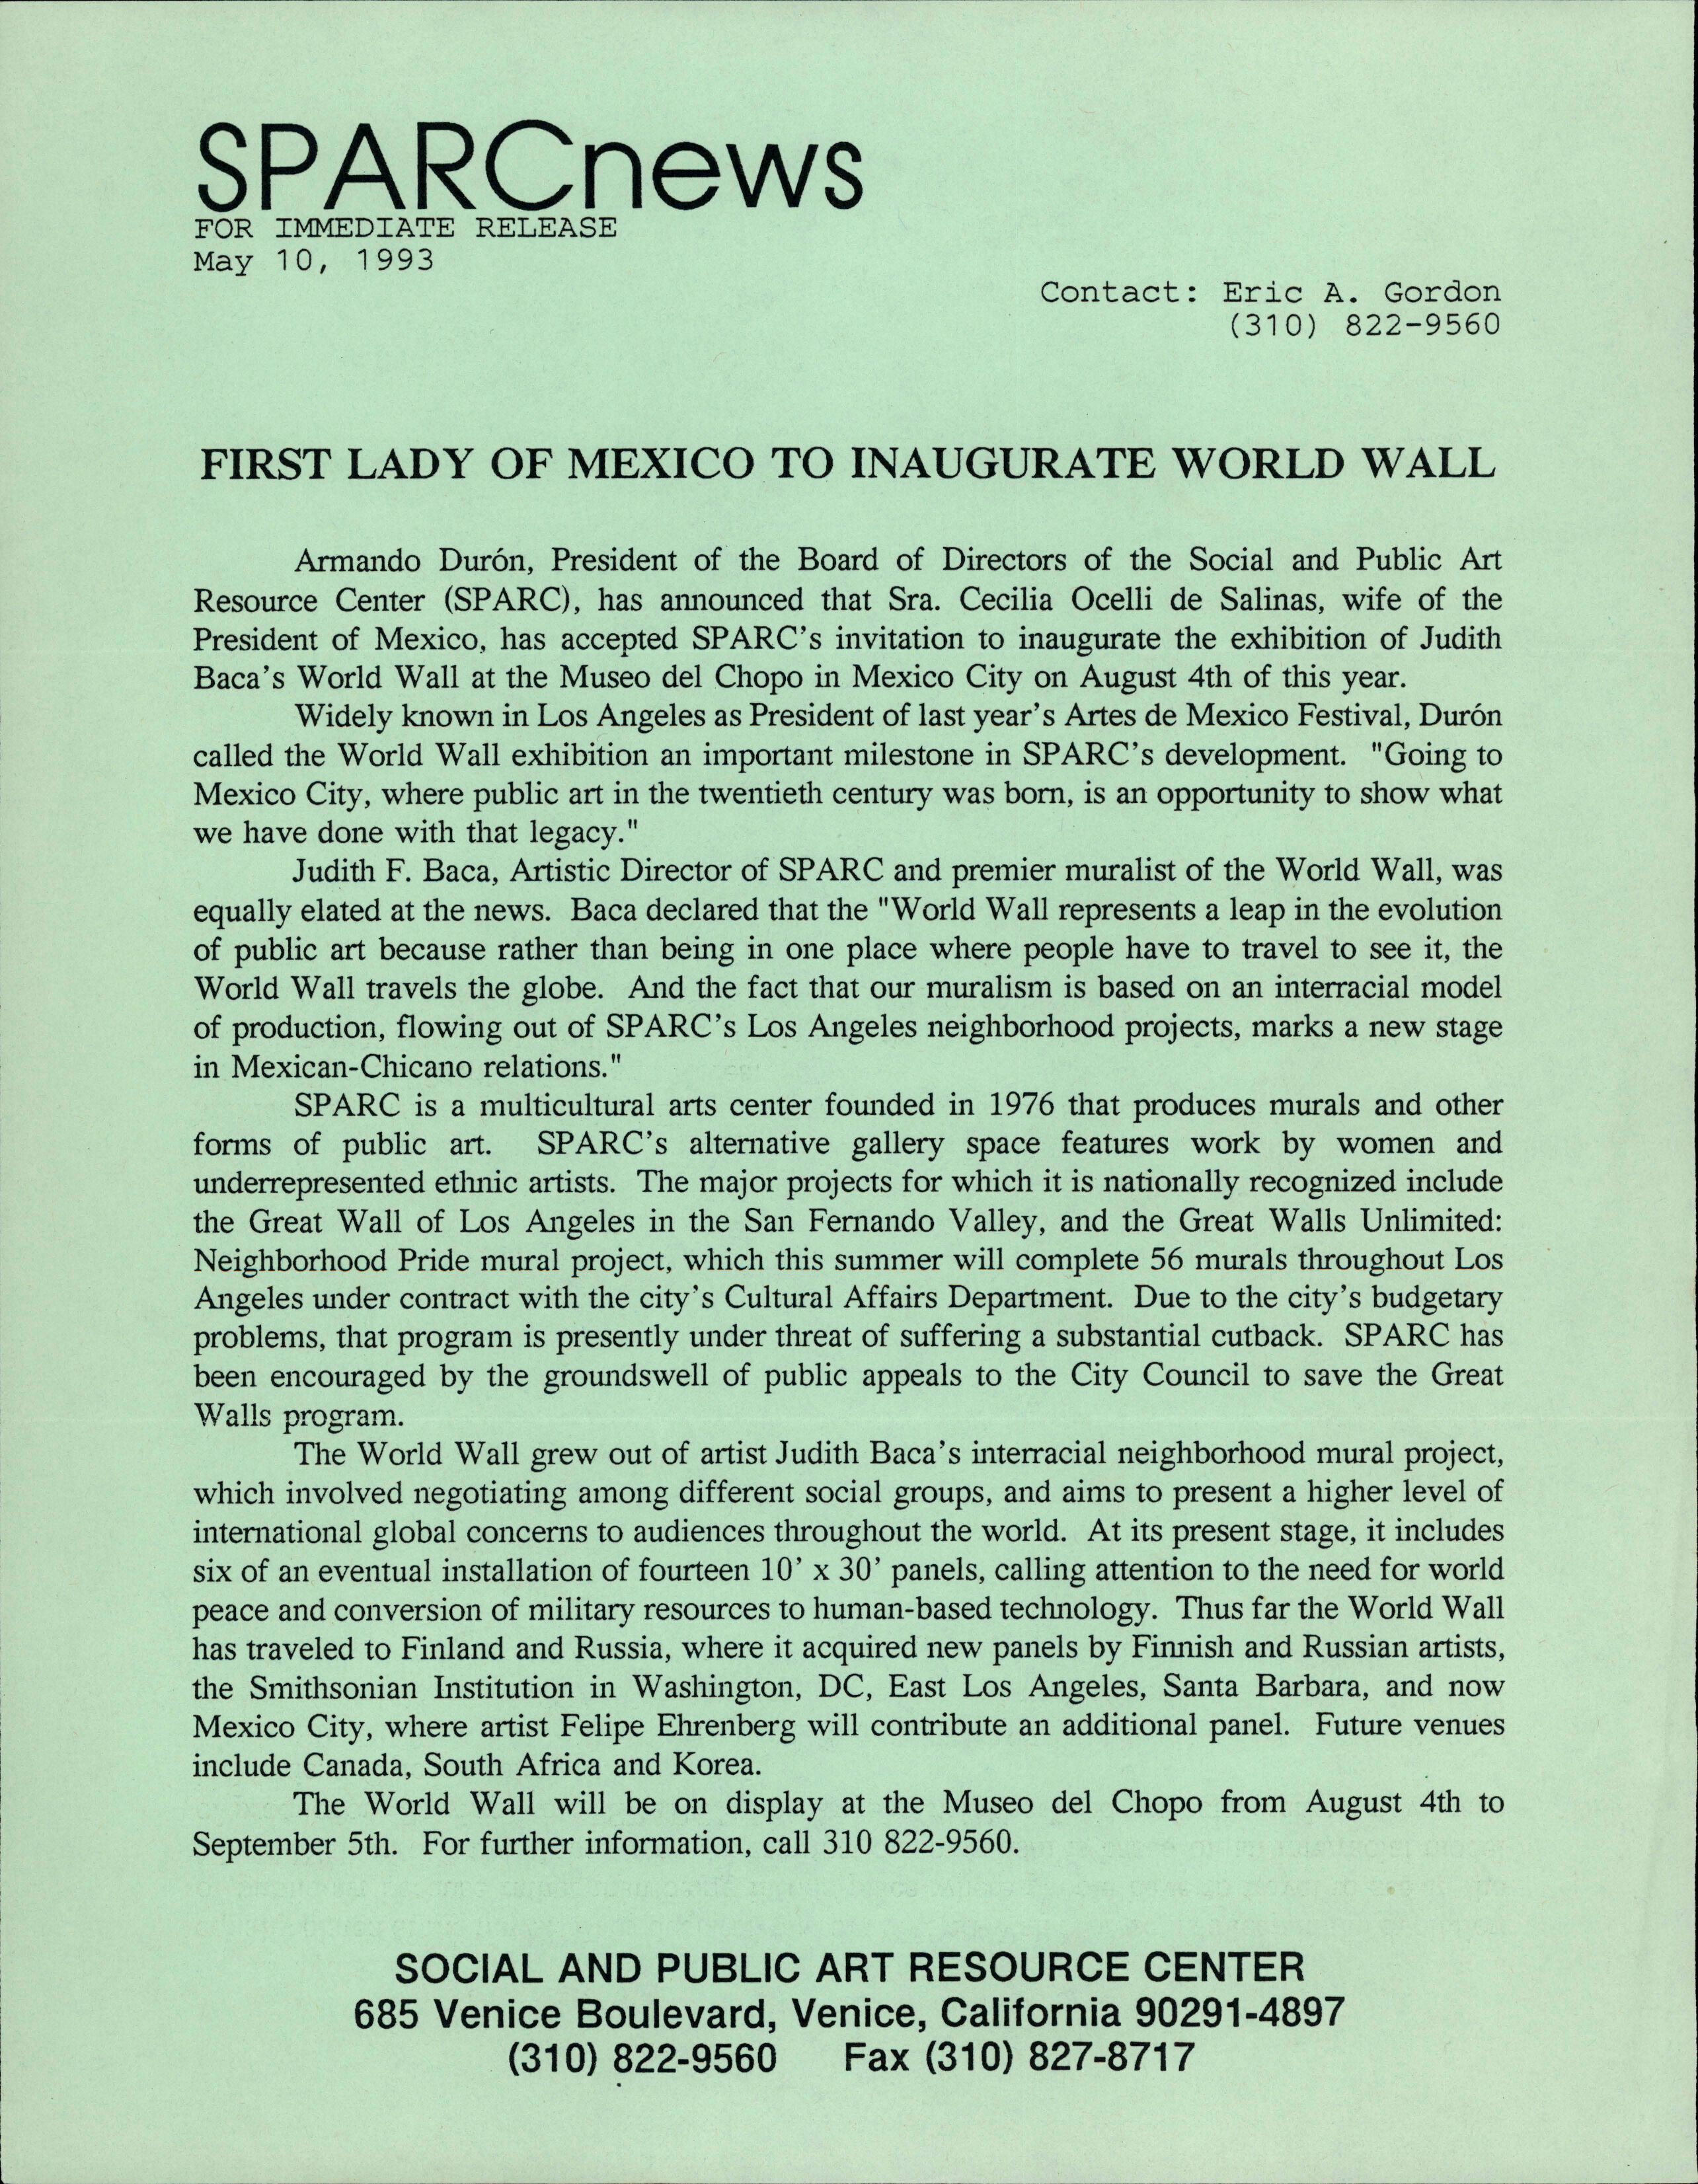 SPARCnews
FOR IMMEDIATE RELEASE
May 10, 1993
Contact: Eric A. Gordon
(310) 822-9560
FIRST LADY OF MEXICO TO INAUGURATE WORLD WALL
Armando Durón, President of the Board of Directors of the Social and Public Art
Resource Center (SPARC), has announced that Sra. Cecilia Ocelli de Salinas, wife of the
President of Mexico, has accepted SPARC's invitation to inaugurate the exhibition of Judith
Baca's World Wall at the Museo del Chopo in Mexico City on August 4th of this year.
Widely known in Los Angeles as President of last year's Artes de Mexico Festival, Durón
called the World Wall exhibition an important milestone in SPARC's development. "Going to
Mexico City, where public art in the twentieth century was born, is an opportunity to show what
we have done with that legacy."
Judith F. Baca, Artistic Director of SPARC and premier muralist of the World Wall, was
equally elated at the news. Baca declared that the "World Wall represents a leap in the evolution
of public art because rather than being in one place where people have to travel to see it, the
World Wall travels the globe. And the fact that our muralism is based on an interracial model
of production, flowing out of SPARC's Los Angeles neighborhood projects, marks a new stage
in Mexican-Chicano relations."
SPARC is a multicultural arts center founded in 1976 that produces murals and other
forms of public art. SPARC's alternative gallery space features work by women and
underrepresented ethnic artists. The major projects for which it is nationally recognized include
the Great Wall of Los Angeles in the San Fernando Valley, and the Great Walls Unlimited:
Neighborhood Pride mural project, which this summer will complete 56 murals throughout Los
Angeles under contract with the city's Cultural Affairs Department. Due to the city's budgetary
problems, that program is presently under threat of suffering a substantial cutback. SPARC has
been encouraged by the groundswell of public appeals to the City Council to save the Great
Walls program.
The World Wall grew out of artist Judith Baca's interracial neighborhood mural project,
which involved negotiating among different social groups, and aims to present a higher level of
international global concerns to audiences throughout the world. At its present stage, it includes
six of an eventual installation of fourteen 10' x 30' panels, calling attention to the need for world
peace and conversion of military resources to human-based technology. Thus far the World Wall
has traveled to Finland and Russia, where it acquired new panels by Finnish and Russian artists,
the Smithsonian Institution in Washington, DC, East Los Angeles, Santa Barbara, and now
Mexico City, where artist Felipe Ehrenberg will contribute an additional panel. Future venues
include Canada, South Africa and Korea.
The World Wall will be on display at the Museo del Chopo from August 4th to
September 5th. For further information, call 310 822-9560.
SOCIAL AND PUBLIC ART RESOURCE CENTER
685 Venice Boulevard, Venice, California 90291-4897
(310) 822-9560 Fax (310) 827-8717